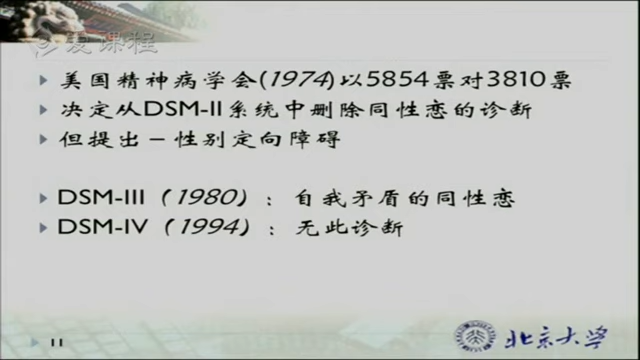 爱课程
美国精神病学会(1974)以5854票对3810票
决定从DSM-II系统中删除同性恋的诊断
但提出－性别定向障碍
DSM-III（1980）：自我矛盾的同性恋
DSM-IV（1994）：无此诊断
11
北京大学